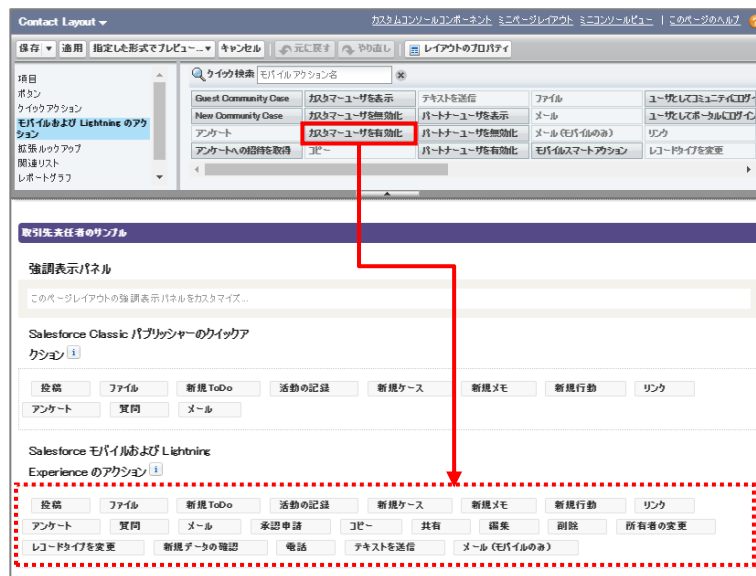 Contact Layout ▾
カスタムコンソールコンポーネント ミニページレイアウト ミニコンソールビュー | このページのヘルプ
保存 ▼ 適用 指定した形式でプレビュー...▼ キャンセル 元に戻す やり直し レイアウトのプロパティ
項目
ボタン
クイックアクション
モバイルおよび Lightning のアクション
拡張ルックアップ
関連リスト
レポートグラフ
クイック検索 モバイルアクション名
Guest Community Case カスタマーユーザを表示 テキストを送信 ファイル ユーザとしてコミュニティにログ
New Community Case カスタマーユーザを無効化 パートナーユーザを表示 メール ユーザとしてポータルにログイン
アンケート カスタマーユーザを有効化 パートナーユーザを無効化 メール (モバイルのみ) リンク
アンケートへの招待を取得 コピー パートナーユーザを有効化 モバイルスマートアクション レコードタイプを変更
取引先責任者のサンプル
強調表示パネル
このページレイアウトの強調表示パネルをカスタマイズ...
Salesforce Classic パブリッシャーのクイックア
クション i
投稿 ファイル 新規 ToDo 活動の記録 新規ケース 新規メモ 新規行動 リンク
アンケート 質問 メール
Salesforce モバイルおよび Lightning
Experience のアクション i
投稿 ファイル 新規 ToDo 活動の記録 新規ケース 新規メモ 新規行動 リンク
アンケート 質問 メール 承認申請 コピー 共有 編集 削除 所有者の変更
レコードタイプを変更 新規データの確認 電話 テキストを送信 メール (モバイルのみ)